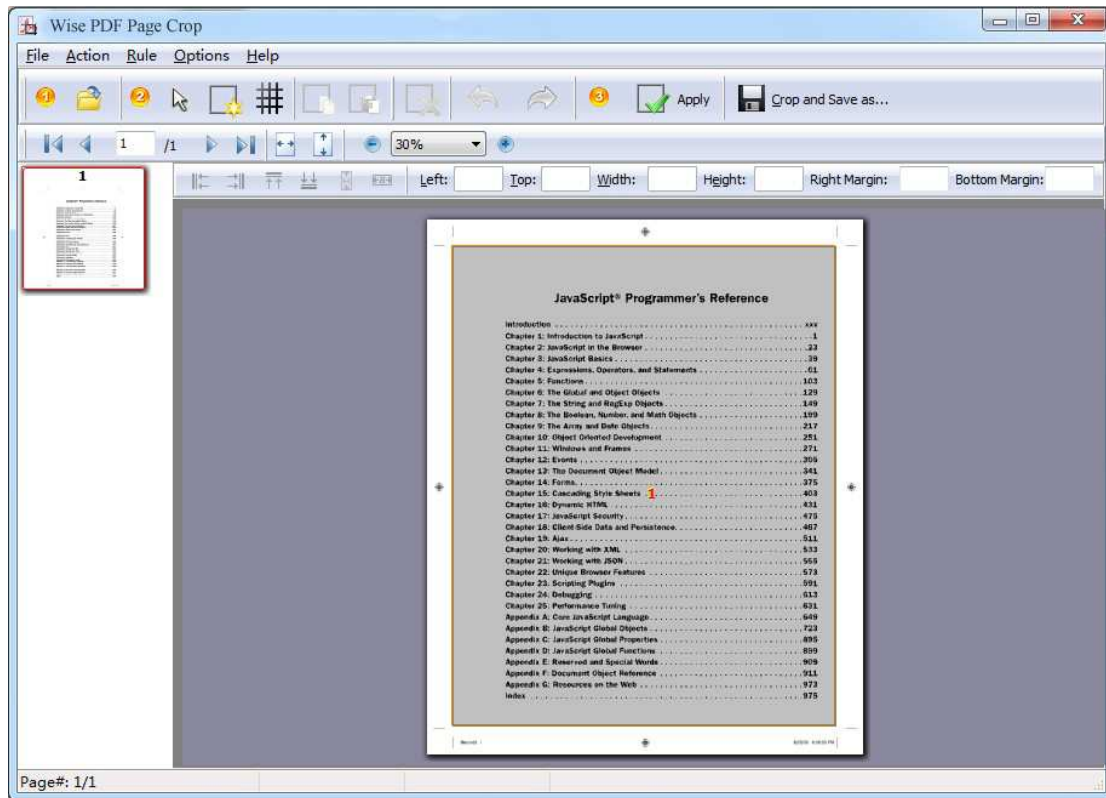 Wise PDF Page Crop
File Action Rule Options Help
1 2 3 Apply Crop and Save as...
1 /1 30%
1
Left: Top: Width: Height: Right Margin: Bottom Margin:
JavaScript® Programmer's Reference
Introduction . . . xxv
Chapter 1: Introduction to JavaScript . . . 1
Chapter 2: JavaScript in the Browser . . . 23
Chapter 3: JavaScript Basics . . . 39
Chapter 4: Expressions, Operators, and Statements . . . 61
Chapter 5: Functions . . . 103
Chapter 6: The Global and Object Objects . . . 129
Chapter 7: The String and RegExp Objects . . . 149
Chapter 8: The Boolean, Number, and Math Objects . . . 199
Chapter 9: The Array and Date Objects . . . 217
Chapter 10: Object Oriented Development . . . 251
Chapter 11: Windows and Frames . . . 271
Chapter 12: Events . . . 305
Chapter 13: The Document Object Model . . . 341
Chapter 14: Forms. . . . 375
Chapter 15: Cascading Style Sheets 1 . . . 403
Chapter 16: Dynamic HTML . . . 431
Chapter 17: JavaScript Security . . . 475
Chapter 18: Client-Side Data and Persistence. . . . 487
Chapter 19: Ajax . . . 511
Chapter 20: Working with XML . . . 533
Chapter 21: Working with JSON . . . 555
Chapter 22: Unique Browser Features . . . 573
Chapter 23: Scripting Plugins . . . 591
Chapter 24: Debugging . . . 613
Chapter 25: Performance Timing . . . 631
Appendix A: Core JavaScript Language . . . 649
Appendix B: JavaScript Global Objects . . . 723
Appendix C: JavaScript Global Properties . . . 895
Appendix D: JavaScript Global Functions . . . 899
Appendix E: Reserved and Special Words . . . 909
Appendix F: Document Object Reference . . . 911
Appendix G: Resources on the Web . . . 973
Index . . . 975
Page#: 1/1